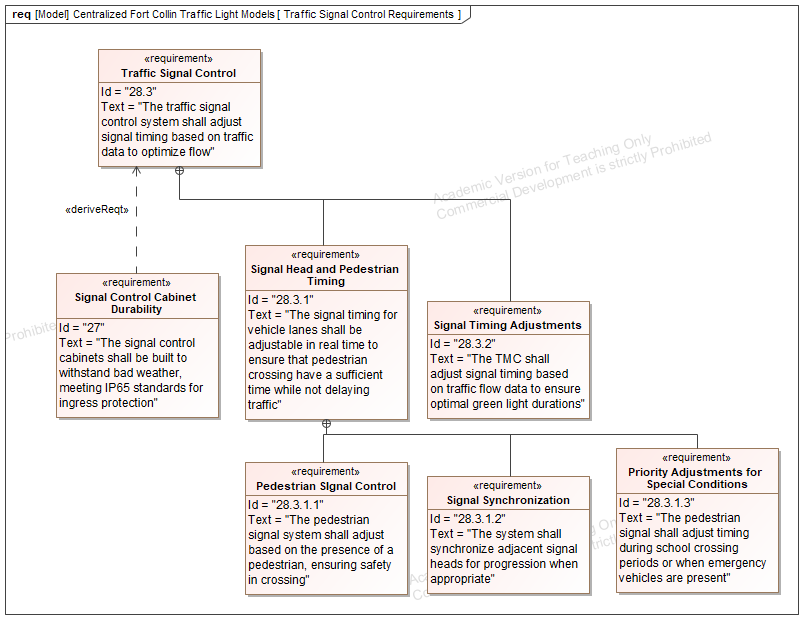 req [Model] Centralized Fort Collin Traffic Light Models [ Traffic Signal Control Requirements ]
«requirement»
Traffic Signal Control
Id = "28.3"
Text = "The traffic signal
control system shall adjust
signal timing based on traffic
data to optimize flow"
Academic Version for Teaching Only
Commercial Development is strictly Prohibited
«deriveReqt»
«requirement»
Signal Control Cabinet
Durability
Id = "27"
Text = "The signal control
cabinets shall be built to
withstand bad weather,
meeting IP65 standards for
ingress protection"
Prohibited
«requirement»
Signal Head and Pedestrian
Timing
Id = "28.3.1"
Text = "The signal timing for
vehicle lanes shall be
adjustable in real time to
ensure that pedestrian
crossing have a sufficient
time while not delaying
traffic"
«requirement»
Signal Timing Adjustments
Id = "28.3.2"
Text = "The TMC shall
adjust signal timing based
on traffic flow data to ensure
optimal green light durations"
«requirement»
Pedestrian SIgnal Control
Id = "28.3.1.1"
Text = "The pedestrian
signal system shall adjust
based on the presence of a
pedestrian, ensuring safety
in crossing"
«requirement»
Signal Synchronization
Id = "28.3.1.2"
Text = "The system shall
synchronize adjacent signal
heads for progression when
appropriate"
«requirement»
Priority Adjustments for
Special Conditions
Id = "28.3.1.3"
Text = "The pedestrian
signal shall adjust timing
during school crossing
periods or when emergency
vehicles are present"